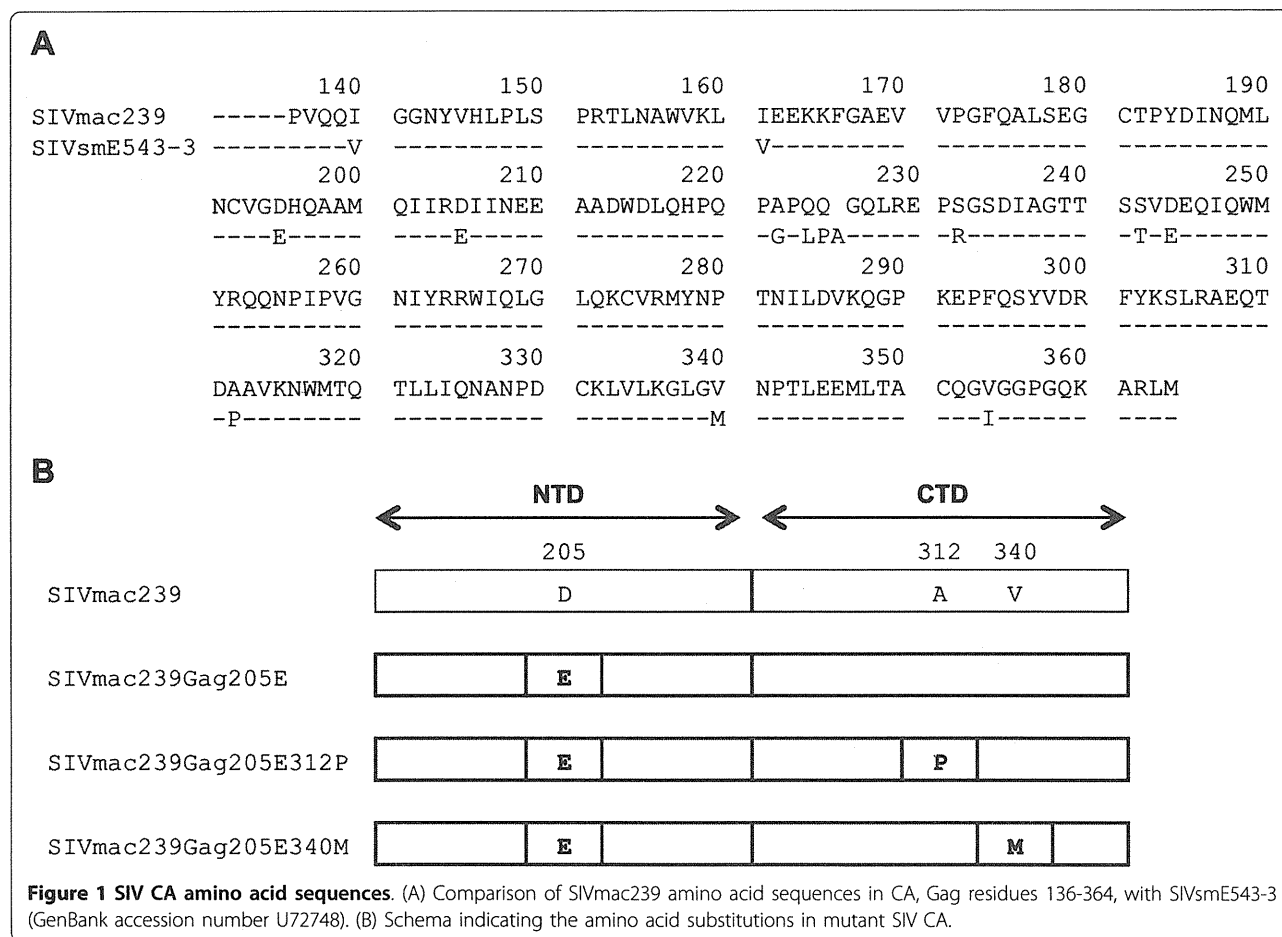 A
140 150 160 170 180 190
SIVmac239 -----PVQQI GGNYVHLPLS PRTLNAWVKL IEEKKFGAEV VPGFQALSEG CTPYDINQML
SIVsmE543-3 ---------V ---------- ---------- V--------- ---------- ----------
200 210 220 230 240 250
NCVGDHQAAM QIIRDIINEE AADWDLQHPQ PAPQQ GQLRE PSGSDIAGTT SSVDEQIQWM
----E----- ----E----- ---------- -G-LPA----- --R------- -T-E------
260 270 280 290 300 310
YRQQNPIPVG NIYRRWIQLG LQKCVRMYNP TNILDVKQGP KEPFQSYVDR FYKSLRAEQT
---------- ---------- ---------- ---------- ---------- ----------
320 330 340 350 360
DAAVKNWMTQ TLLIQNANPD CKLVLKGLGV NPTLEEMLTA CQGVGGPGQK ARLM
-P-------- ---------- ---------M ---------- ---I------ ----
B
NTD CTD
205 312 340
SIVmac239 D A V
SIVmac239Gag205E E
SIVmac239Gag205E312P E P
SIVmac239Gag205E340M E M
Figure 1 SIV CA amino acid sequences. (A) Comparison of SIVmac239 amino acid sequences in CA, Gag residues 136-364, with SIVsmE543-3
(GenBank accession number U72748). (B) Schema indicating the amino acid substitutions in mutant SIV CA.